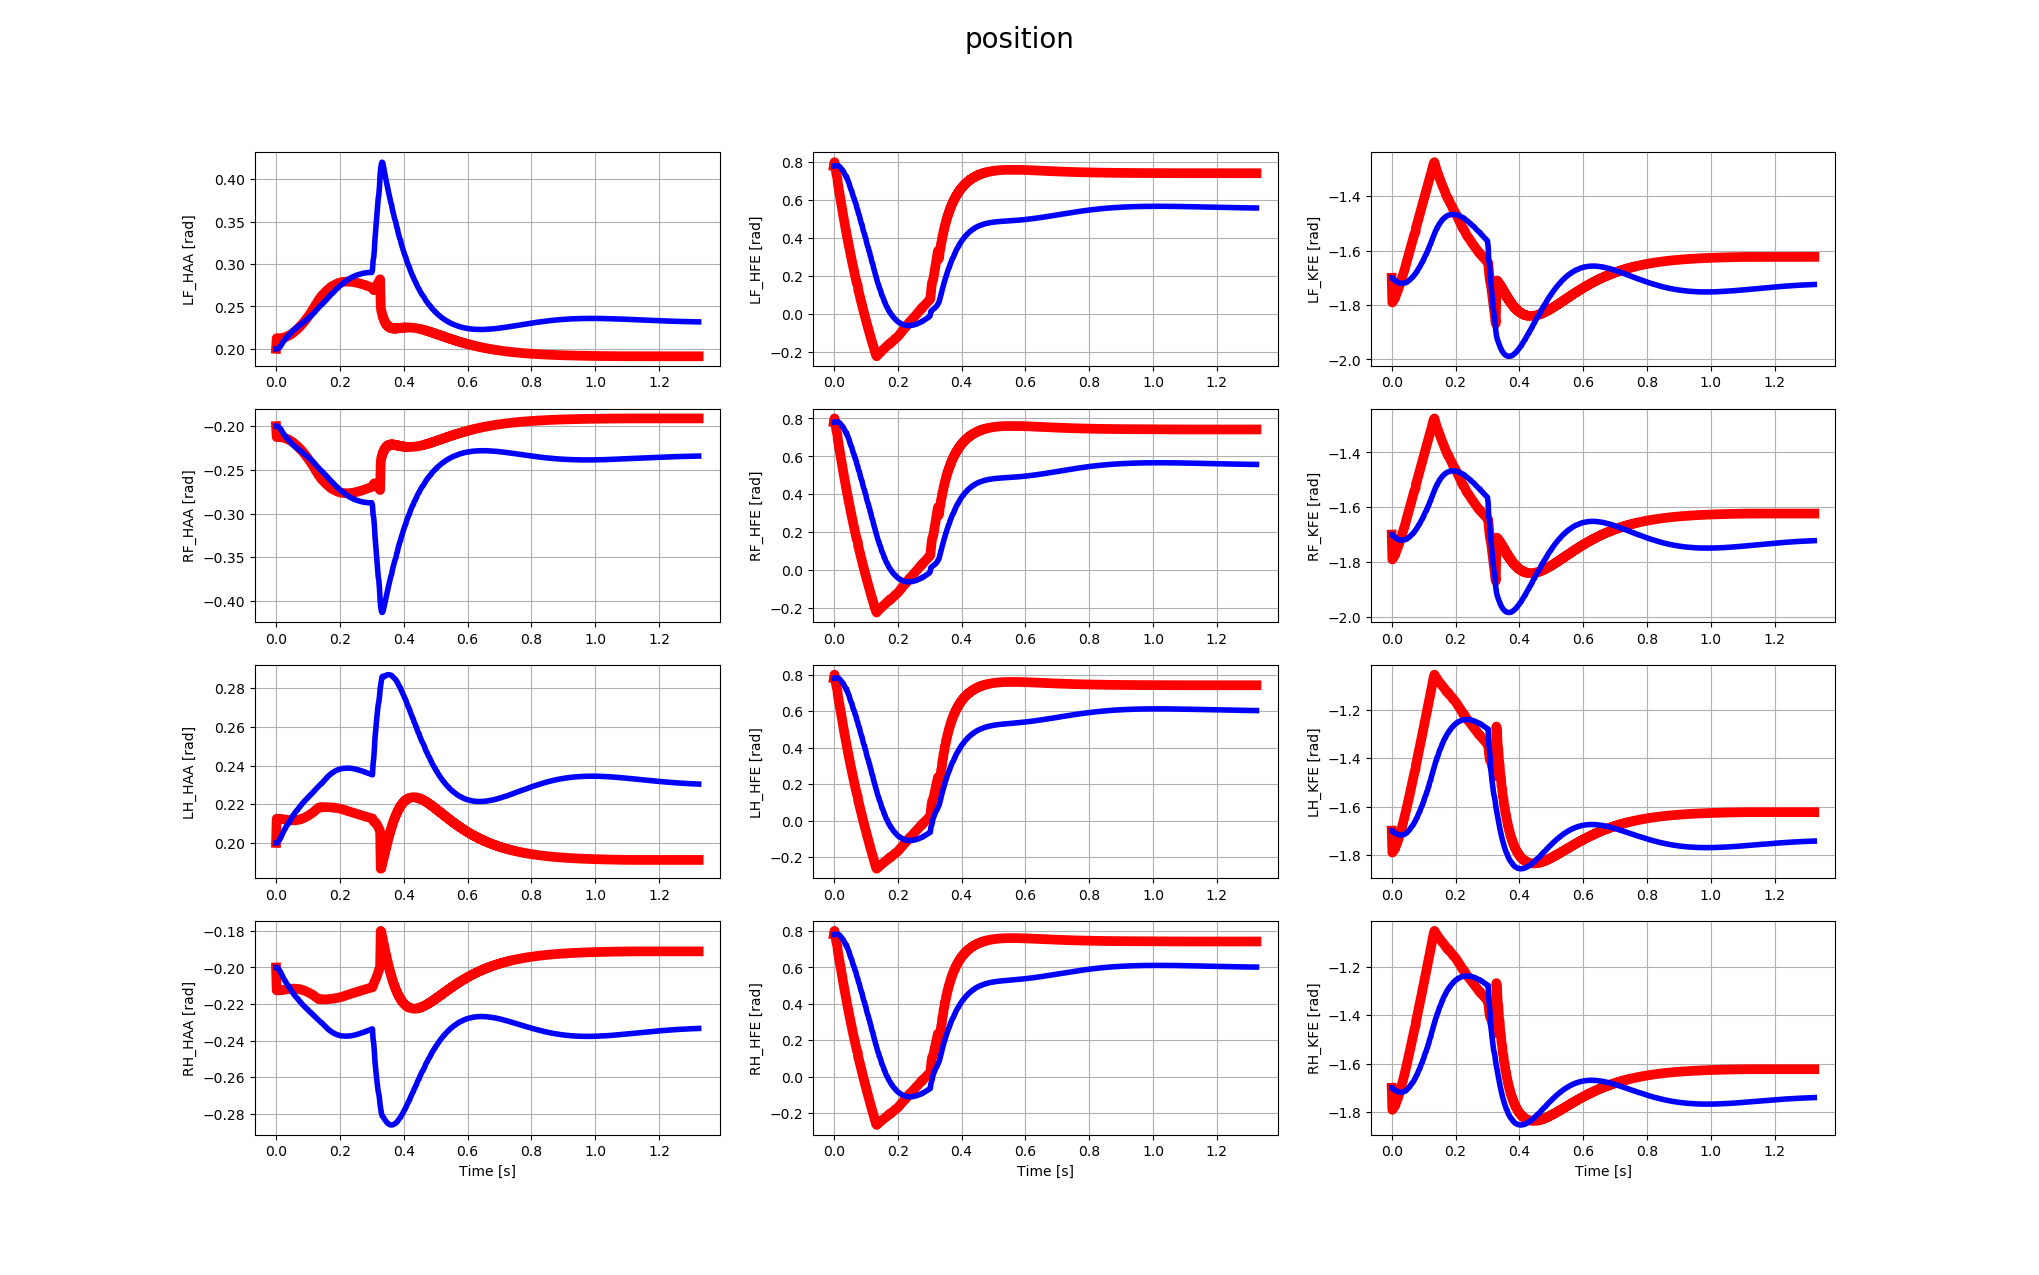 position
LF_HAA [rad]
0.40
0.35
0.30
0.25
0.20
0.0 0.2 0.4 0.6 0.8 1.0 1.2
LF_HFE [rad]
0.8
0.6
0.4
0.2
0.0
−0.2
0.0 0.2 0.4 0.6 0.8 1.0 1.2
LF_KFE [rad]
−1.4
−1.6
−1.8
−2.0
0.0 0.2 0.4 0.6 0.8 1.0 1.2
RF_HAA [rad]
−0.20
−0.25
−0.30
−0.35
−0.40
0.0 0.2 0.4 0.6 0.8 1.0 1.2
RF_HFE [rad]
0.8
0.6
0.4
0.2
0.0
−0.2
0.0 0.2 0.4 0.6 0.8 1.0 1.2
RF_KFE [rad]
−1.4
−1.6
−1.8
−2.0
0.0 0.2 0.4 0.6 0.8 1.0 1.2
LH_HAA [rad]
0.28
0.26
0.24
0.22
0.20
0.0 0.2 0.4 0.6 0.8 1.0 1.2
LH_HFE [rad]
0.8
0.6
0.4
0.2
0.0
−0.2
0.0 0.2 0.4 0.6 0.8 1.0 1.2
LH_KFE [rad]
−1.2
−1.4
−1.6
−1.8
0.0 0.2 0.4 0.6 0.8 1.0 1.2
RH_HAA [rad]
−0.18
−0.20
−0.22
−0.24
−0.26
−0.28
0.0 0.2 0.4 0.6 0.8 1.0 1.2
Time [s]
RH_HFE [rad]
0.8
0.6
0.4
0.2
0.0
−0.2
0.0 0.2 0.4 0.6 0.8 1.0 1.2
Time [s]
RH_KFE [rad]
−1.2
−1.4
−1.6
−1.8
0.0 0.2 0.4 0.6 0.8 1.0 1.2
Time [s]